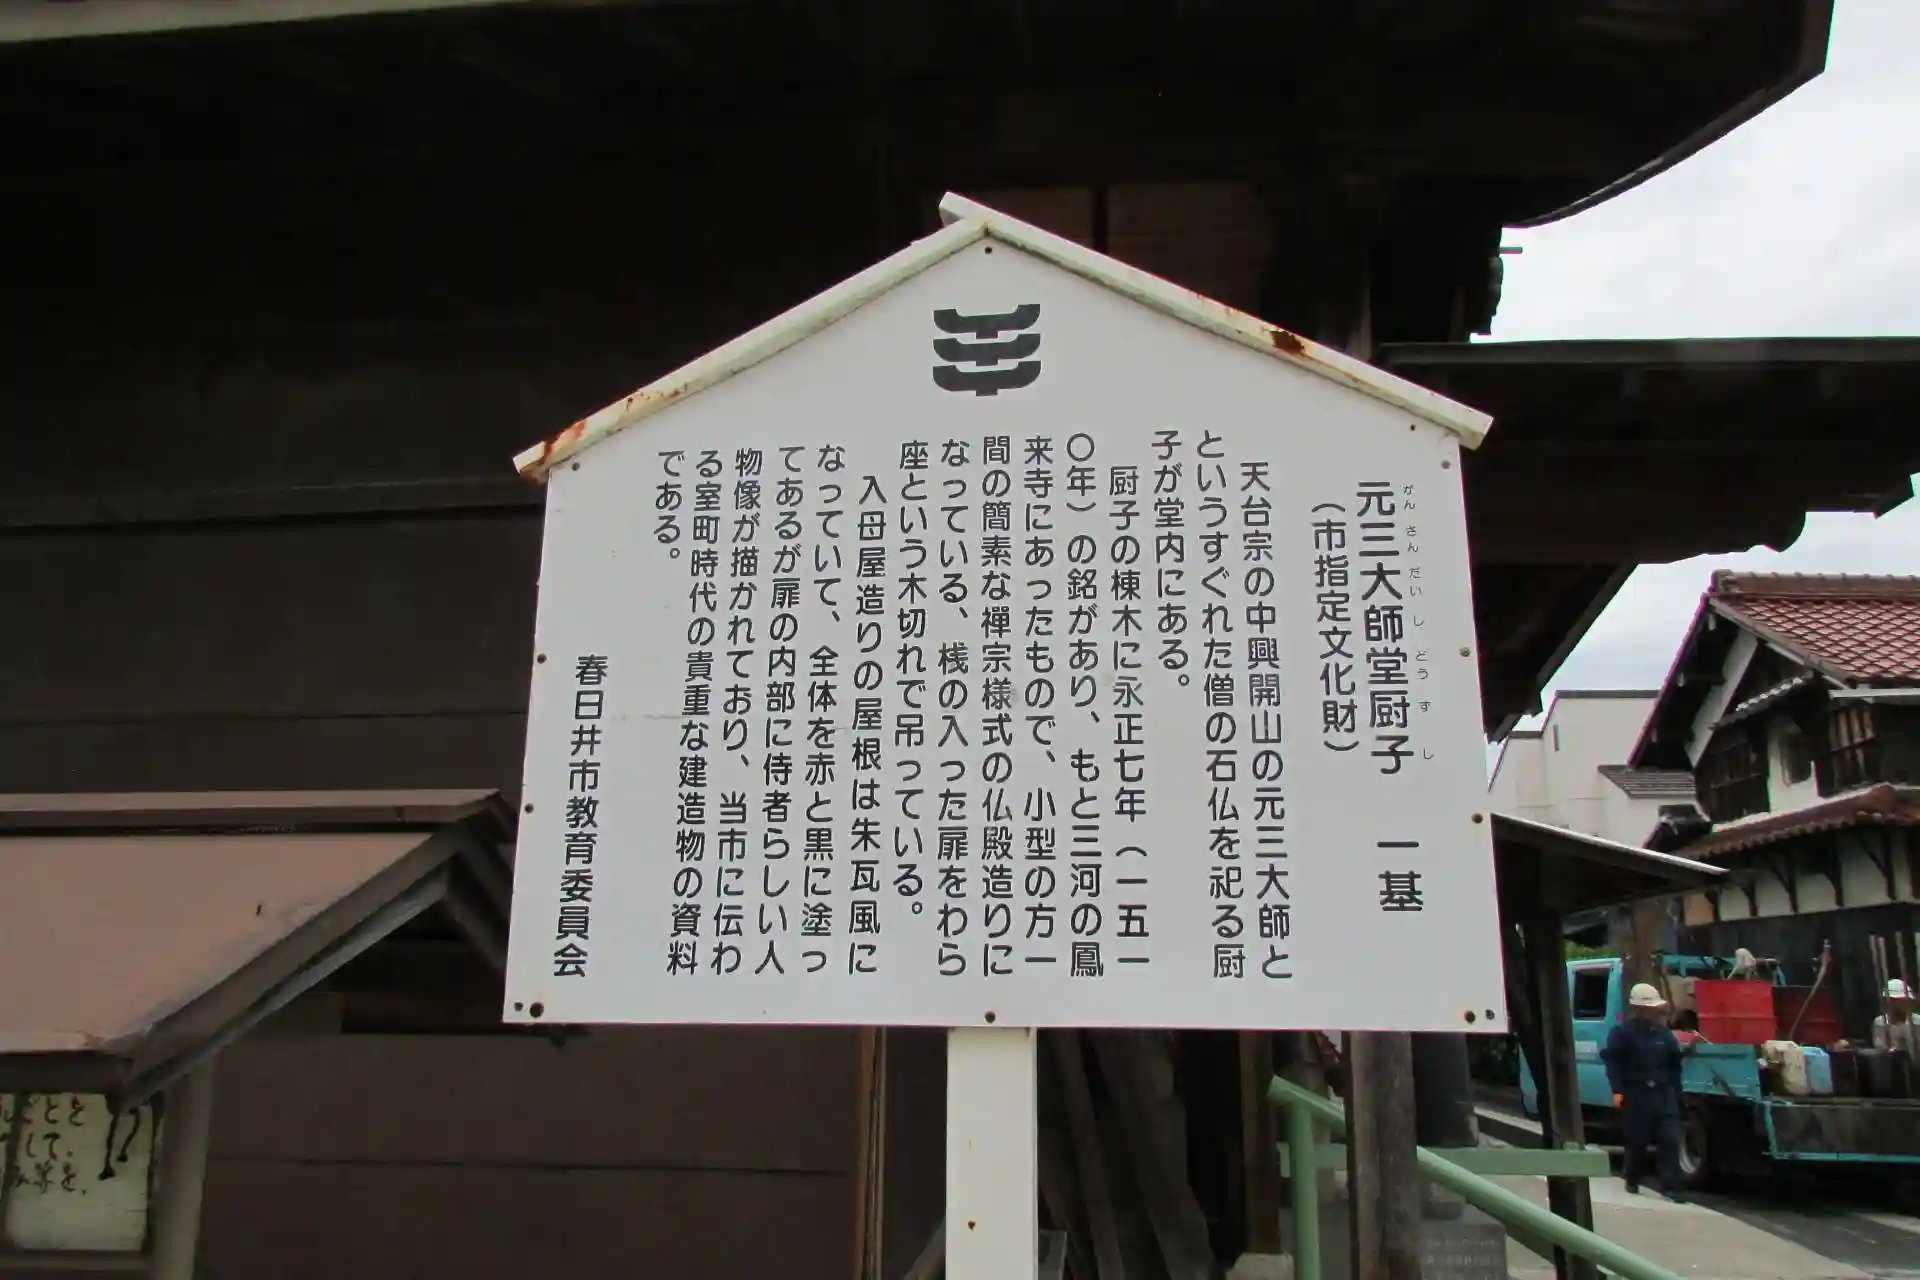 元三大師堂厨子 一基
がんさんだいしどうずし
（市指定文化財）
天台宗の中興開山の元三大師と
いうすぐれた僧の石仏を祀る厨
子が堂内にある。
厨子の棟木に永正七年（一五一
〇年）の銘があり、もと三河の鳳
来寺にあったもので、小型の方一
間の簡素な禅宗様式の仏殿造りに
なっている、桟の入った扉をわら
座という木切れで吊っている。
入母屋造りの屋根は朱瓦風に
なっていて、全体を赤と黒に塗っ
てあるが扉の内部に侍者らしい人
物像が描かれており、当市に伝わ
る室町時代の貴重な建造物の資料
である。
春日井市教育委員会